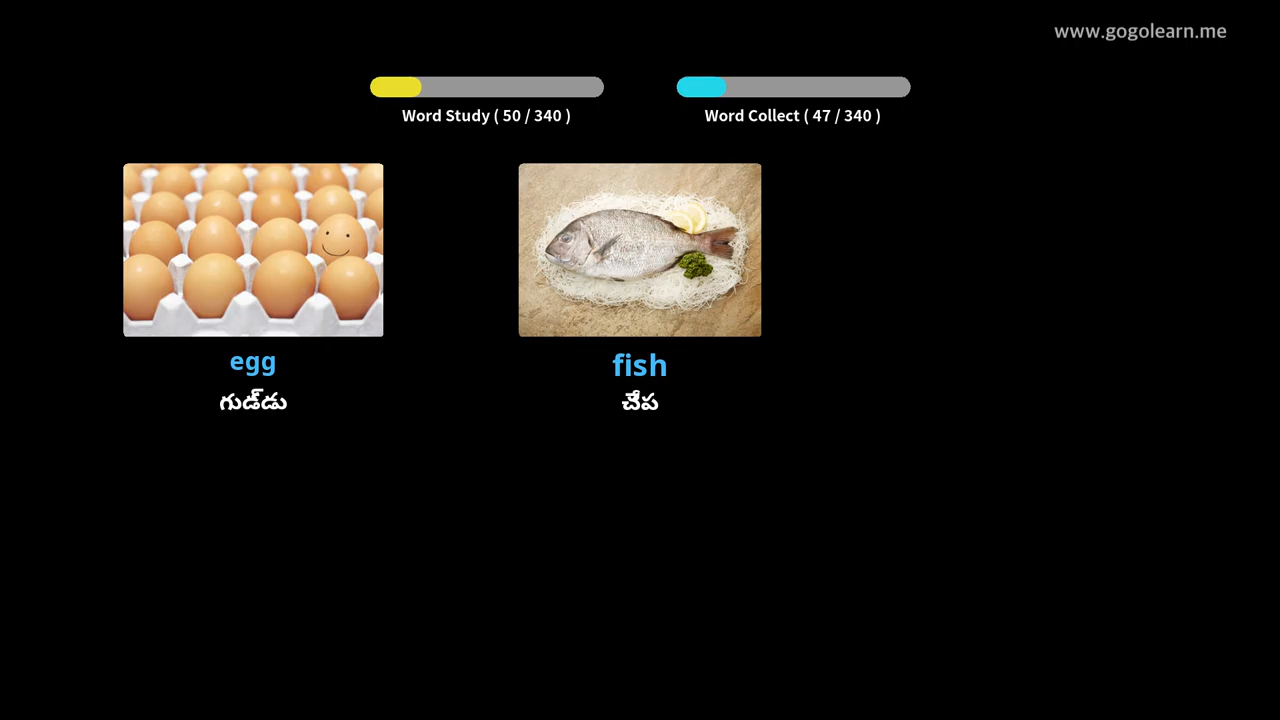 www.gogolearn.me
Word Study ( 50 / 340 )
Word Collect ( 47 / 340 )
egg
fish
గుడ్డు
చేప